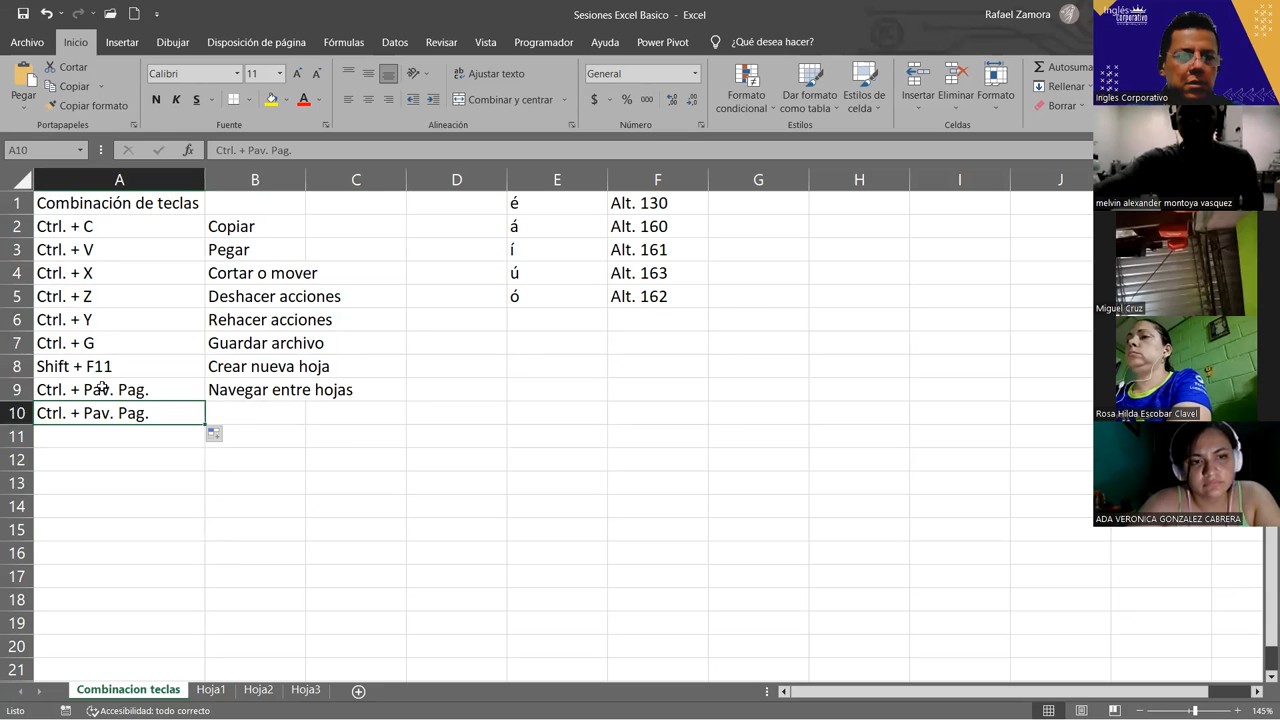 Sesiones Excel Basico - Excel
Rafael Zamora
Archivo Inicio Insertar Dibujar Disposición de página Fórmulas Datos Revisar Vista Programador Ayuda Power Pivot ¿Qué desea hacer?
Pegar
Cortar
Copiar
Copiar formato
Portapapeles
Calibri 11
N K S
Fuente
Ajustar texto
Combinar y centrar
Alineación
General
$ % 000
Número
Formato condicional
Dar formato como tabla
Estilos de celda
Estilos
Insertar Eliminar Formato
Celdas
Autosuma
Rellenar
Borrar
A10
fx
Ctrl. + Pav. Pag.
A B C D E F G H I J
1 Combinación de teclas é Alt. 130
2 Ctrl. + C Copiar á Alt. 160
3 Ctrl. + V Pegar í Alt. 161
4 Ctrl. + X Cortar o mover ú Alt. 163
5 Ctrl. + Z Deshacer acciones ó Alt. 162
6 Ctrl. + Y Rehacer acciones
7 Ctrl. + G Guardar archivo
8 Shift + F11 Crear nueva hoja
9 Ctrl. + Pav. Pag. Navegar entre hojas
10 Ctrl. + Pav. Pag.
11
12
13
14
15
16
17
18
19
20
21
Combinacion teclas Hoja1 Hoja2 Hoja3
Listo
Accesibilidad: todo correcto
145%
Inglés
Corporativo
Ingles Corporativo
melvin alexander montoya vasquez
Miguel Cruz
Rosa Hilda Escobar Clavel
ADA VERONICA GONZALEZ CABRERA